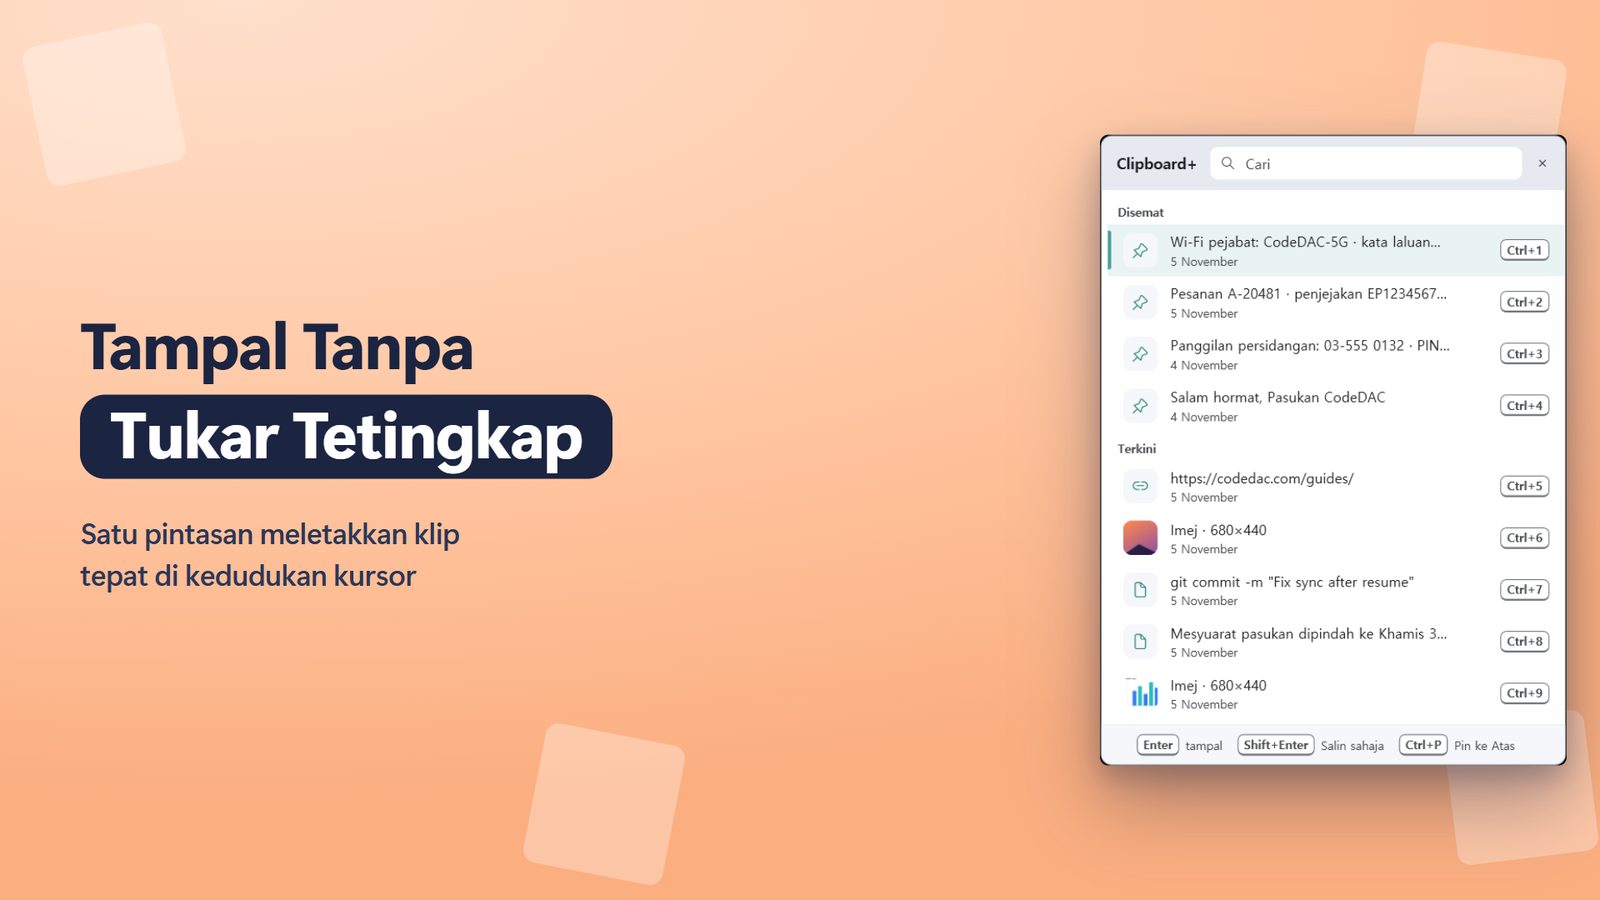 Tampal Tanpa
Tukar Tetingkap
Satu pintasan meletakkan klip
tepat di kedudukan kursor
Clipboard+
Cari
×
Disemat
Wi-Fi pejabat: CodeDAC-5G · kata laluan...
5 November
Ctrl+1
Pesanan A-20481 · penjejakan EP1234567...
5 November
Ctrl+2
Panggilan persidangan: 03-555 0132 · PIN...
4 November
Ctrl+3
Salam hormat, Pasukan CodeDAC
4 November
Ctrl+4
Terkini
https://codedac.com/guides/
5 November
Ctrl+5
Imej · 680×440
5 November
Ctrl+6
git commit -m "Fix sync after resume"
5 November
Ctrl+7
Mesyuarat pasukan dipindah ke Khamis 3...
5 November
Ctrl+8
Imej · 680×440
5 November
Ctrl+9
Enter tampal Shift+Enter Salin sahaja Ctrl+P Pin ke Atas